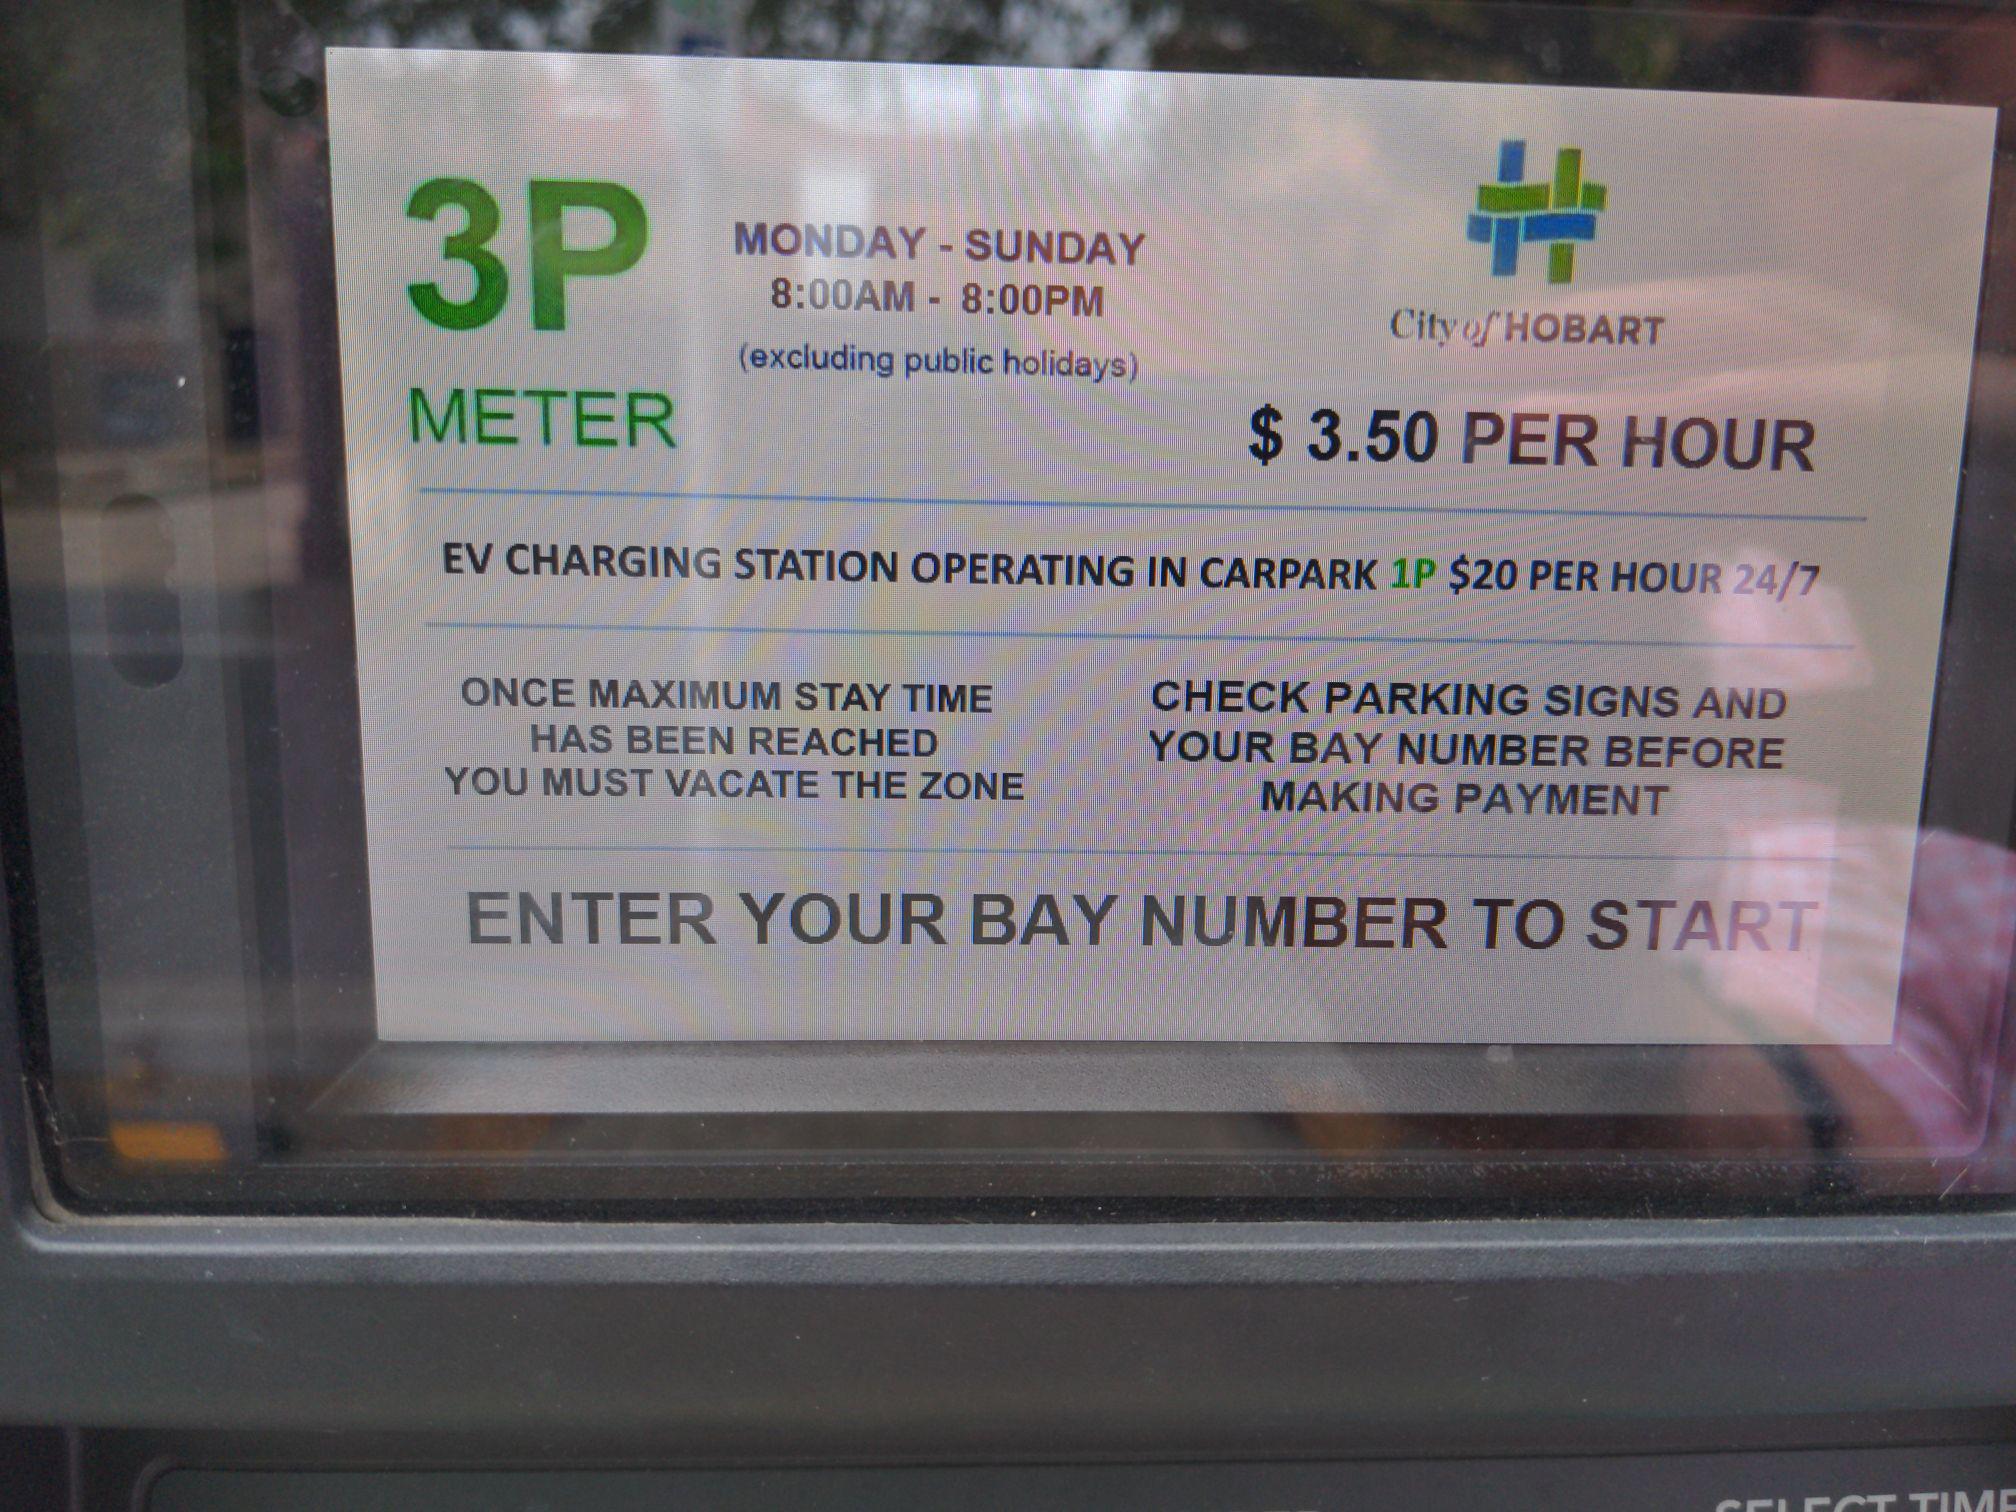 3P
METER
MONDAY - SUNDAY
8:00AM - 8:00PM
(excluding public holidays)
City of HOBART
$ 3.50 PER HOUR
EV CHARGING STATION OPERATING IN CARPARK 1P $20 PER HOUR 24/7
ONCE MAXIMUM STAY TIME
HAS BEEN REACHED
YOU MUST VACATE THE ZONE
CHECK PARKING SIGNS AND
YOUR BAY NUMBER BEFORE
MAKING PAYMENT
ENTER YOUR BAY NUMBER TO START
SELECT TIME